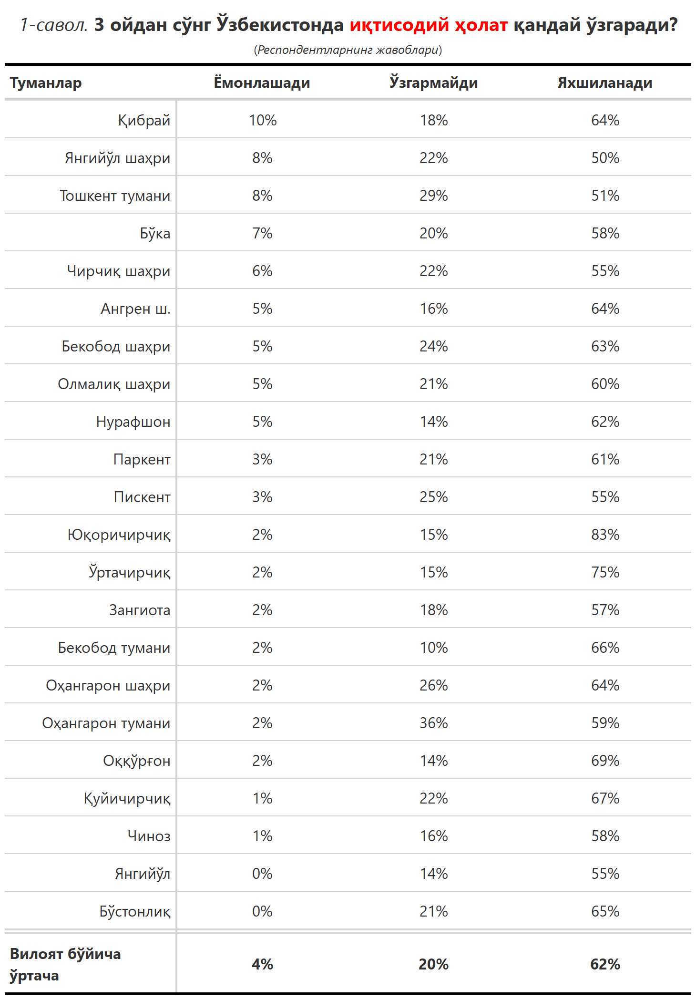 1-савол. 3 ойдан сўнг Ўзбекистонда иқтисодий ҳолат қандай ўзгаради?
(Респондентларнинг жавоблари)
Туманлар Ёмонлашади Ўзгармайди Яхшиланади
Қибрай 10% 18% 64%
Янгийўл шаҳри 8% 22% 50%
Тошкент тумани 8% 29% 51%
Бўка 7% 20% 58%
Чирчиқ шаҳри 6% 22% 55%
Ангрен ш. 5% 16% 64%
Бекобод шаҳри 5% 24% 63%
Олмалиқ шаҳри 5% 21% 60%
Нурафшон 5% 14% 62%
Паркент 3% 21% 61%
Пискент 3% 25% 55%
Юқоричирчиқ 2% 15% 83%
Ўртачирчиқ 2% 15% 75%
Зангиота 2% 18% 57%
Бекобод тумани 2% 10% 66%
Оҳангарон шаҳри 2% 26% 64%
Оҳангарон тумани 2% 36% 59%
Оққўрғон 2% 14% 69%
Қуйичирчиқ 1% 22% 67%
Чиноз 1% 16% 58%
Янгийўл 0% 14% 55%
Бўстонлиқ 0% 21% 65%
Вилоят бўйича
ўртача 4% 20% 62%